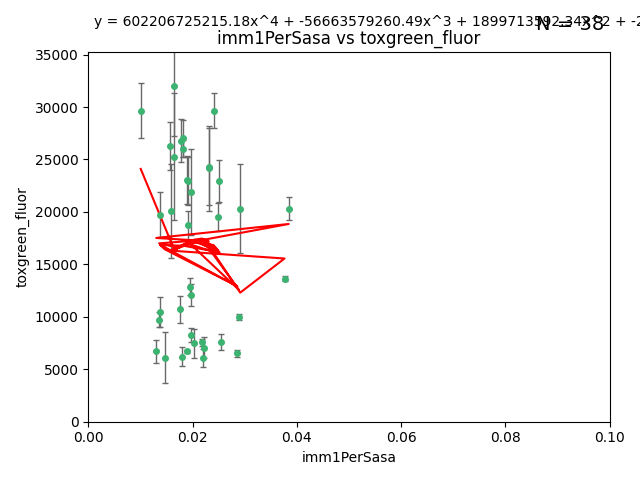 y = 602206725215.18x^4 + -56663579260.49x^3 + 1899713592.34x^2 + -2
N = 38
imm1PerSasa vs toxgreen_fluor
35000
30000
25000
20000
15000
10000
5000
0
toxgreen_fluor
0.00 0.02 0.04 0.06 0.08 0.10
imm1PerSasa